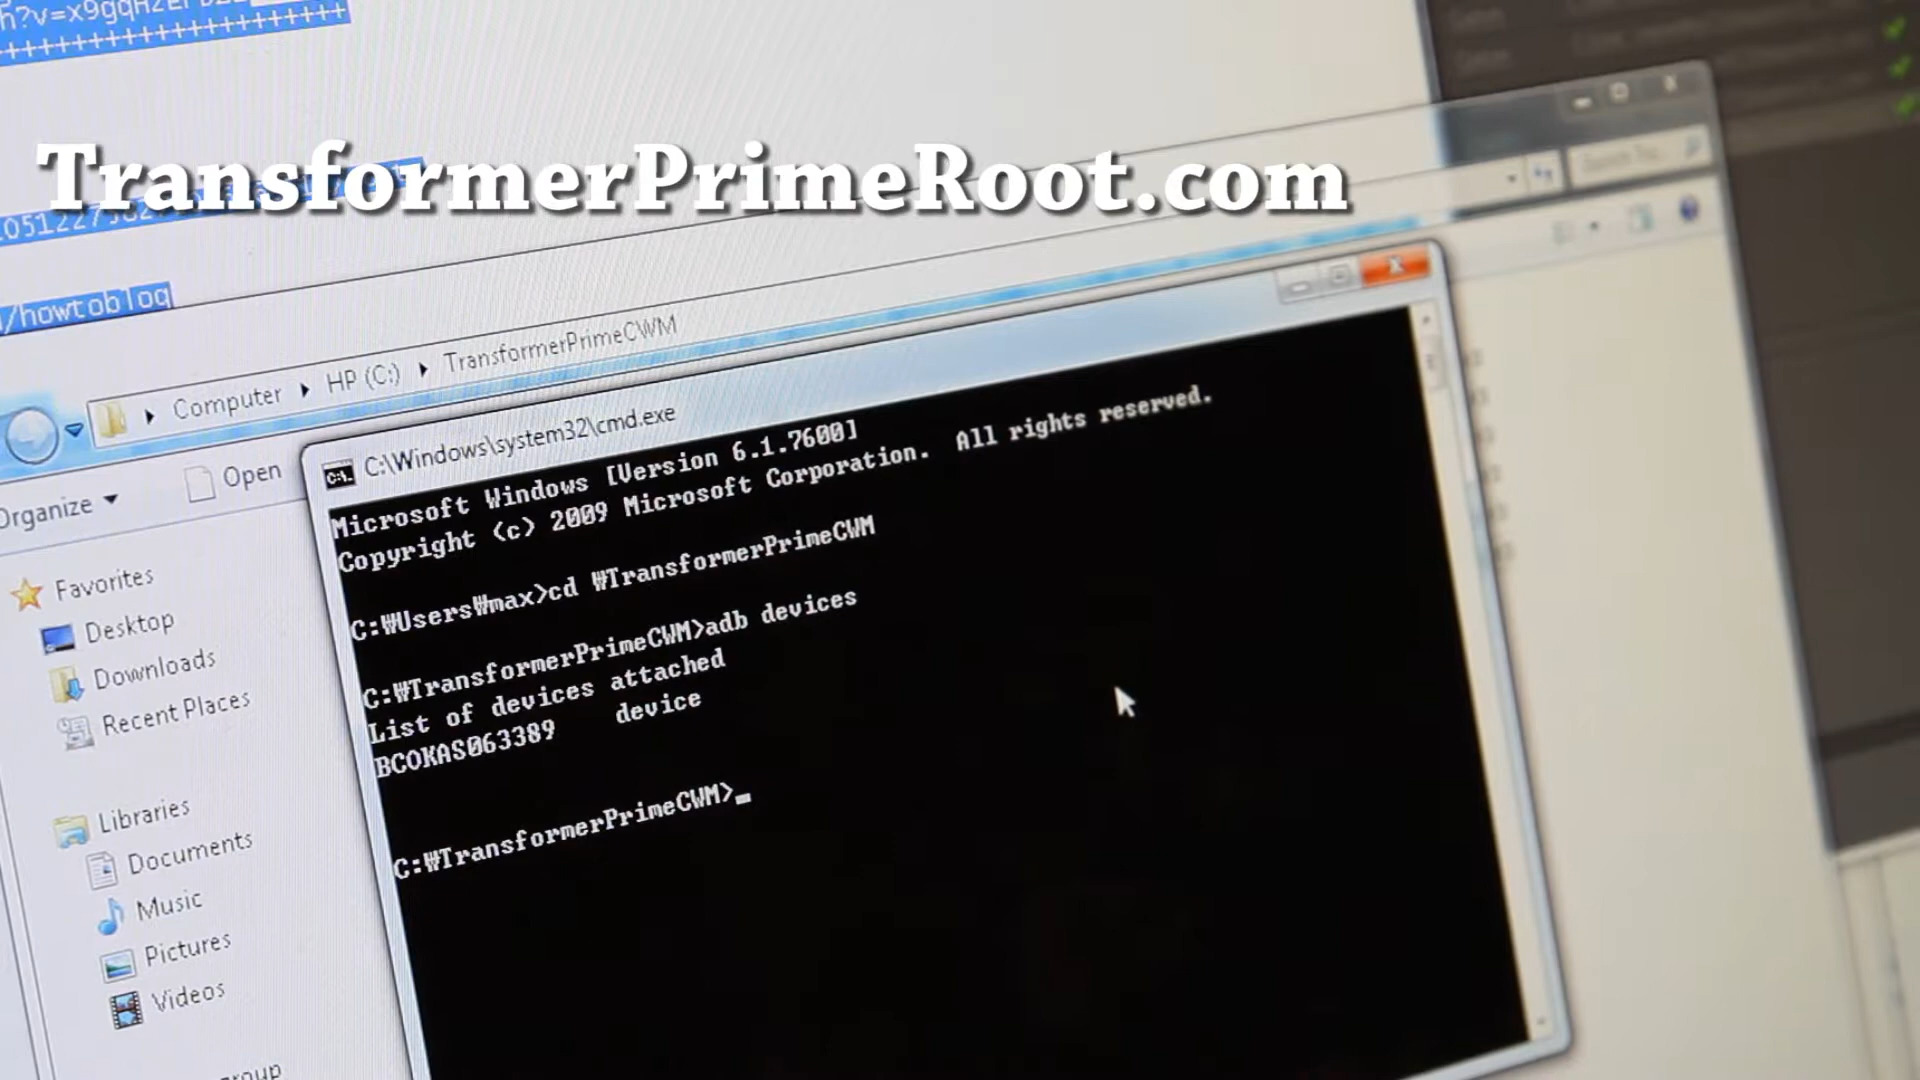 +++++++++++++++++++
TransformerPrimeRoot.com
/howtoblog
Computer
HP (C:)
TransformerPrimeCWM
Organize
Open
C:\Windows\system32\cmd.exe
Microsoft Windows [Version 6.1.7600]
Copyright (c) 2009 Microsoft Corporation. All rights reserved.
C:₩Users₩max>cd ₩TransformerPrimeCWM
C:₩TransformerPrimeCWM>adb devices
List of devices attached
BCOKAS063389 device
C:₩TransformerPrimeCWM>_
Favorites
Desktop
Downloads
Recent Places
Libraries
Documents
Music
Pictures
Videos